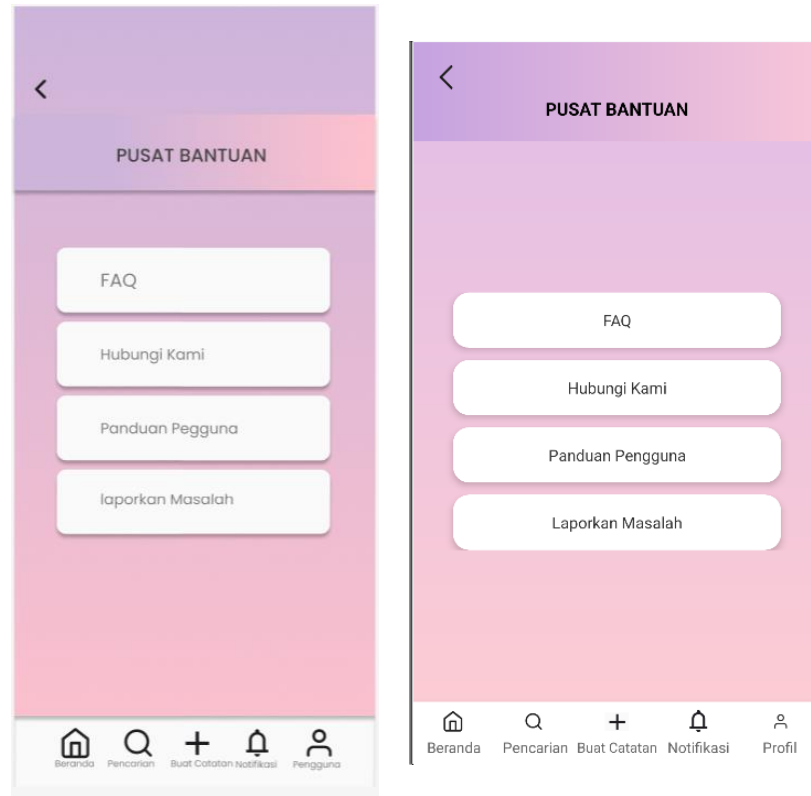 PUSAT BANTUAN
FAQ
Hubungi Kami
Panduan Pegguna
laporkan Masalah
Beranda Pencarian Buat Catatan Notifikasi Pengguna
PUSAT BANTUAN
FAQ
Hubungi Kami
Panduan Pengguna
Laporkan Masalah
Beranda Pencarian Buat Catatan Notifikasi Profil